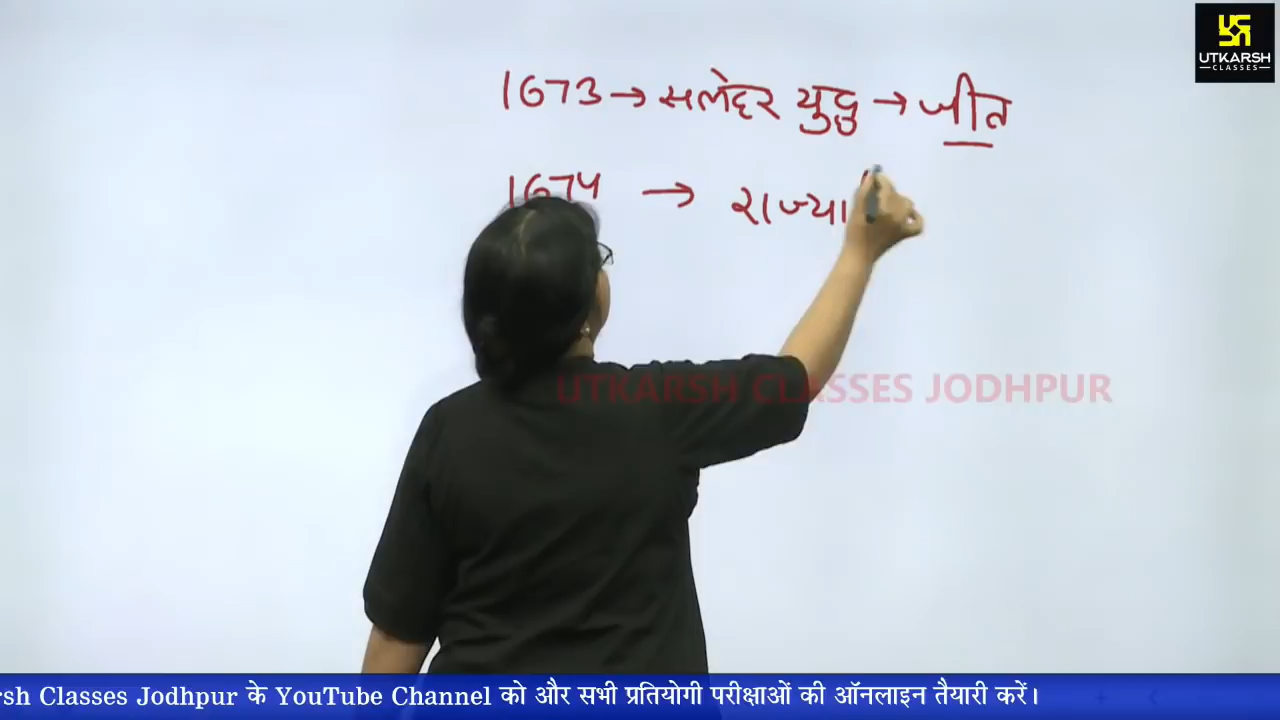 UTKARSH
CLASSES
1673 → सलेहर युद्ध → जीत
1674 → राज्या
UTKARSH CLASSES JODHPUR
rsh Classes Jodhpur के YouTube Channel को और सभी प्रतियोगी परीक्षाओं की ऑनलाइन तैयारी करें।